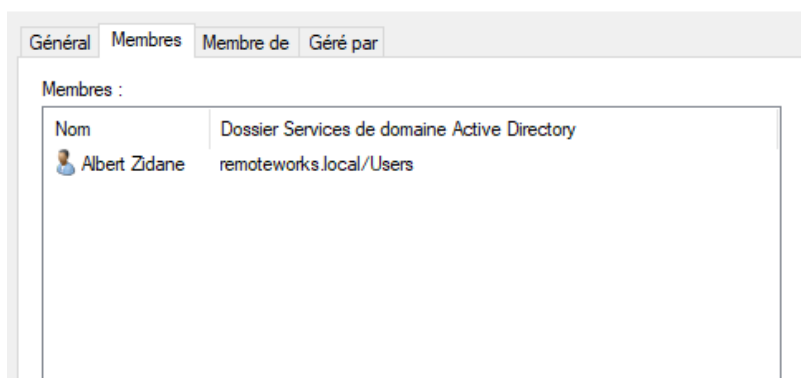 Général Membres Membre de Géré par
Membres :
Nom Dossier Services de domaine Active Directory
Albert Zidane remoteworks.local/Users